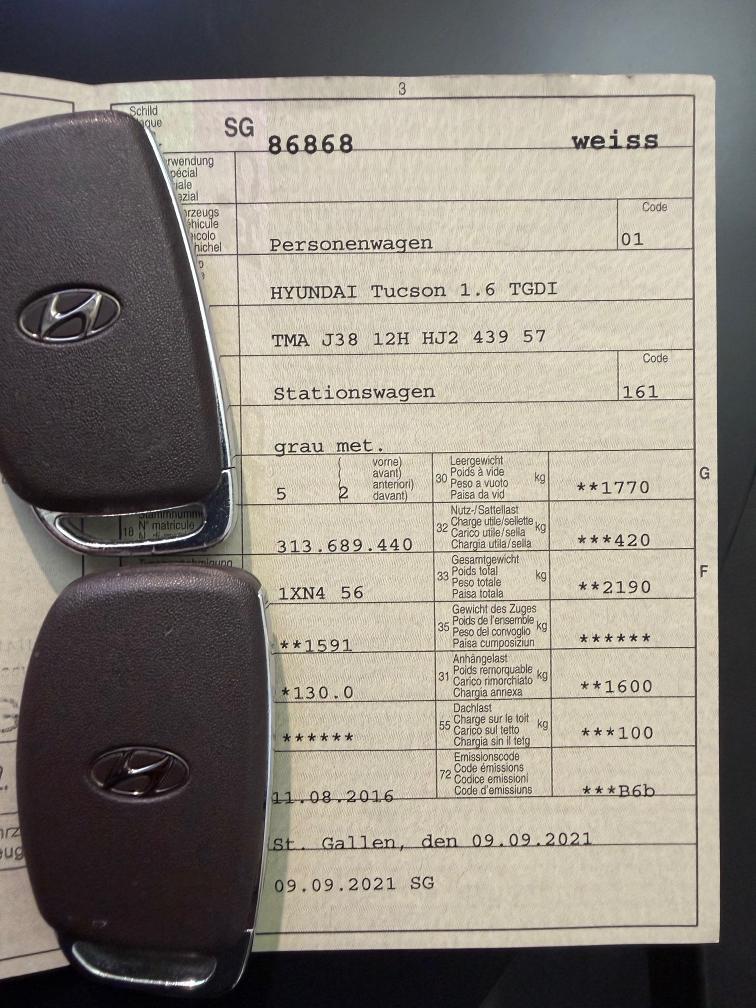 3
Schild
SG 86868 weiss
Code
Personenwagen 01
HYUNDAI Tucson 1.6 TGDI
TMA J38 12H HJ2 439 57
Code
Stationswagen 161
grau met.
vorne)
avant)
anteriori)
davant)
5 2
30 Leergewicht
Poids à vide kg
Peso a vuoto
Paisa da vid
**1770
G
18 Stammnummer
N° matricule
313.689.440
32 Nutz-/Sattellast
Charge utile/sellette kg
Carico utile/sella
Chargia utila/sella
***420
1XN4 56
33 Gesamtgewicht
Poids total kg
Peso totale
Paisa totala
**2190
F
**1591
35 Gewicht des Zuges
Poids de l'ensemble kg
Peso del convoglio
Paisa cumposiziun
******
*130.0
31 Anhängelast
Poids remorquable kg
Carico rimorchiato
Chargia annexa
**1600
******
55 Dachlast
Charge sur le toit kg
Carico sul tetto
Chargia sin il tetg
***100
11.08.2016
72 Emissionscode
Code émissions
Codice emissioni
Code d'emissiuns
***B6b
St. Gallen, den 09.09.2021
09.09.2021 SG